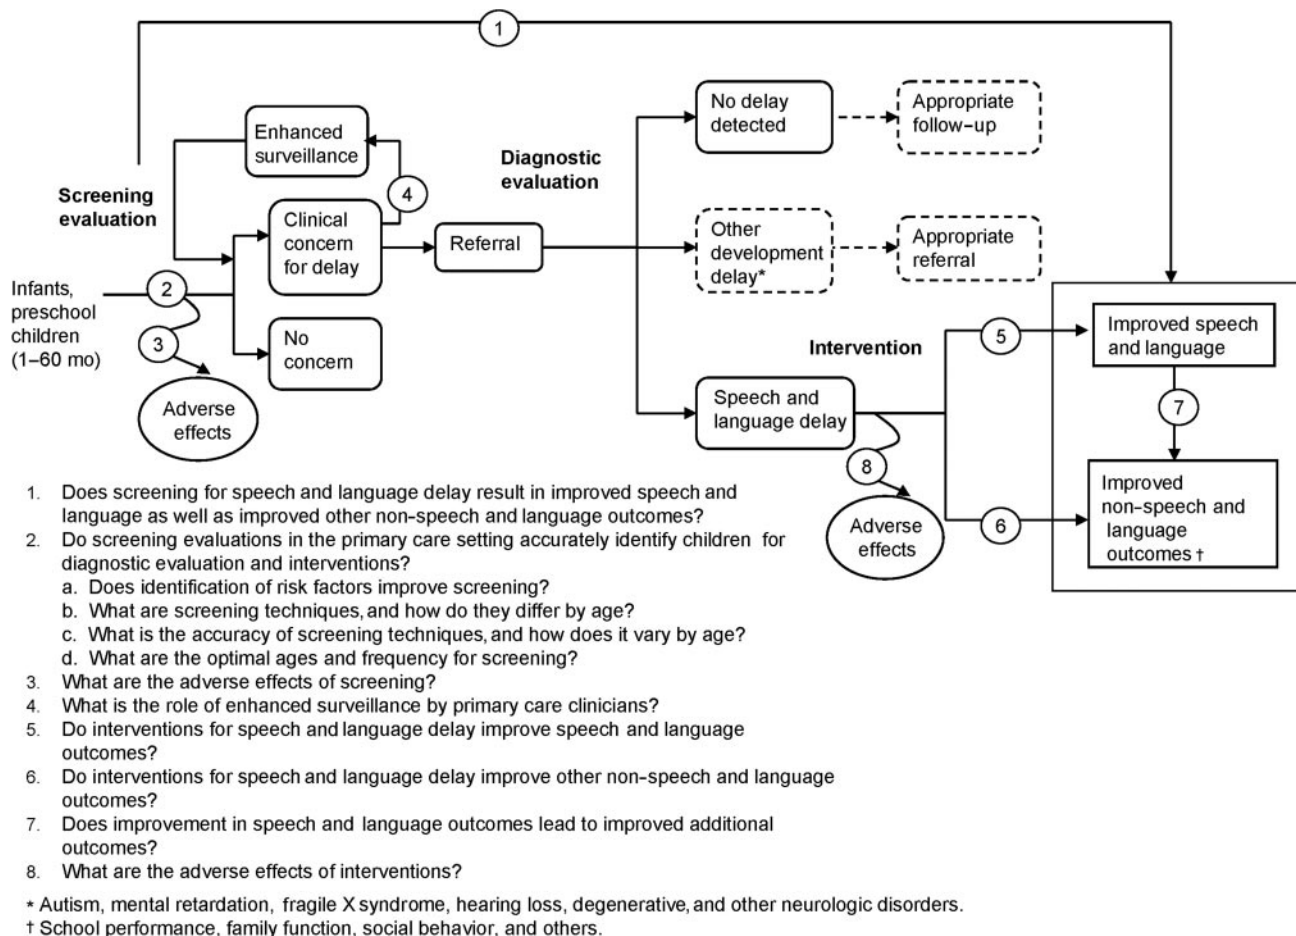 1
No delay
detected
Appropriate
follow-up
Enhanced
surveillance
Diagnostic
evaluation
Screening
evaluation
4
Clinical
concern
for delay
Referral
Other
development
delay*
Appropriate
referral
Infants,
preschool
children
(1–60 mo)
2
3
No
concern
Adverse
effects
Intervention
5
Improved speech
and language
Speech and
language delay
7
8
Adverse
effects
6
Improved
non-speech and
language
outcomes †
1. Does screening for speech and language delay result in improved speech and
language as well as improved other non-speech and language outcomes?
2. Do screening evaluations in the primary care setting accurately identify children for
diagnostic evaluation and interventions?
a. Does identification of risk factors improve screening?
b. What are screening techniques, and how do they differ by age?
c. What is the accuracy of screening techniques, and how does it vary by age?
d. What are the optimal ages and frequency for screening?
3. What are the adverse effects of screening?
4. What is the role of enhanced surveillance by primary care clinicians?
5. Do interventions for speech and language delay improve speech and language
outcomes?
6. Do interventions for speech and language delay improve other non-speech and language
outcomes?
7. Does improvement in speech and language outcomes lead to improved additional
outcomes?
8. What are the adverse effects of interventions?
* Autism, mental retardation, fragile X syndrome, hearing loss, degenerative, and other neurologic disorders.
† School performance, family function, social behavior, and others.